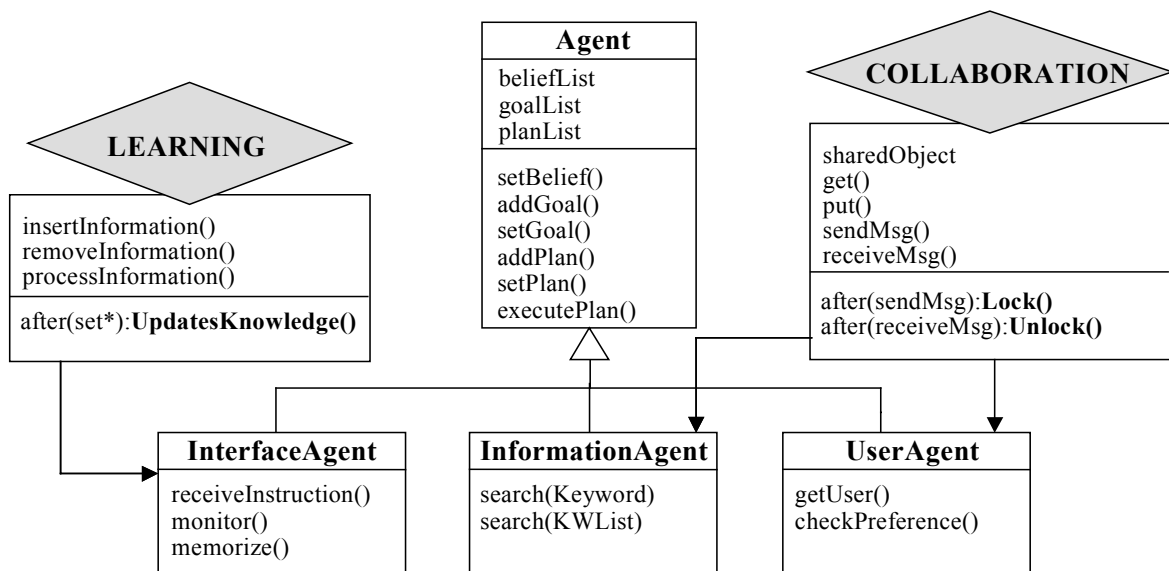 Agent
beliefList
goalList
planList
setBelief()
addGoal()
setGoal()
addPlan()
setPlan()
executePlan()
LEARNING
insertInformation()
removeInformation()
processInformation()
after(set*):UpdatesKnowledge()
COLLABORATION
sharedObject
get()
put()
sendMsg()
receiveMsg()
after(sendMsg):Lock()
after(receiveMsg):Unlock()
InterfaceAgent
receiveInstruction()
monitor()
memorize()
InformationAgent
search(Keyword)
search(KWList)
UserAgent
getUser()
checkPreference()